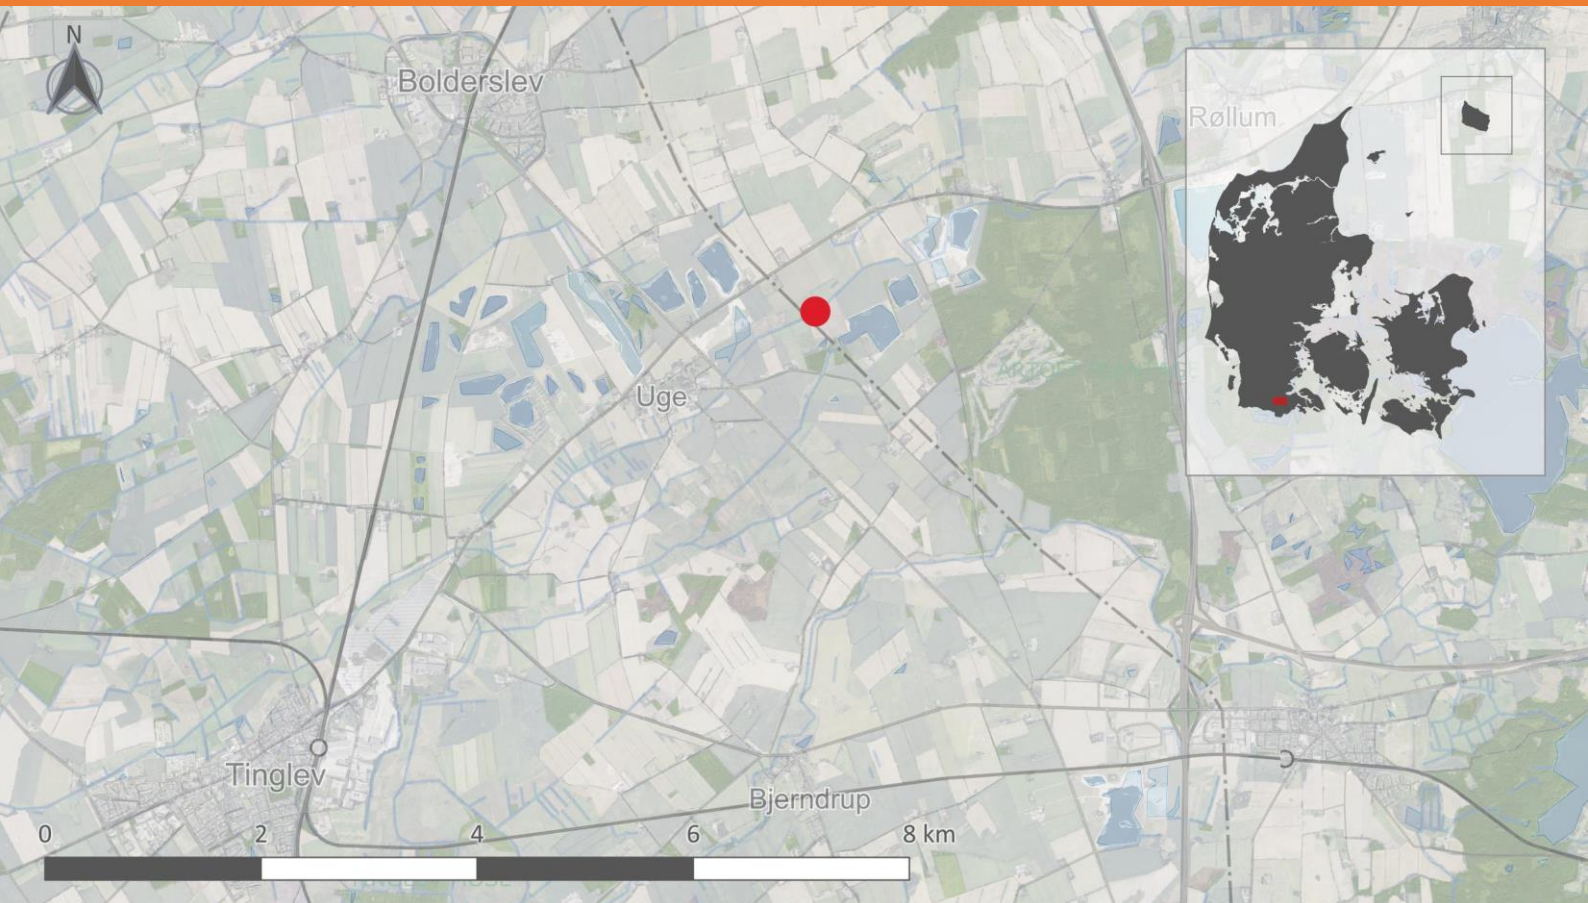 N
Bolderslev
Røllum
Uge
Tinglev
Bjerndrup
0 2 4 6 8 km